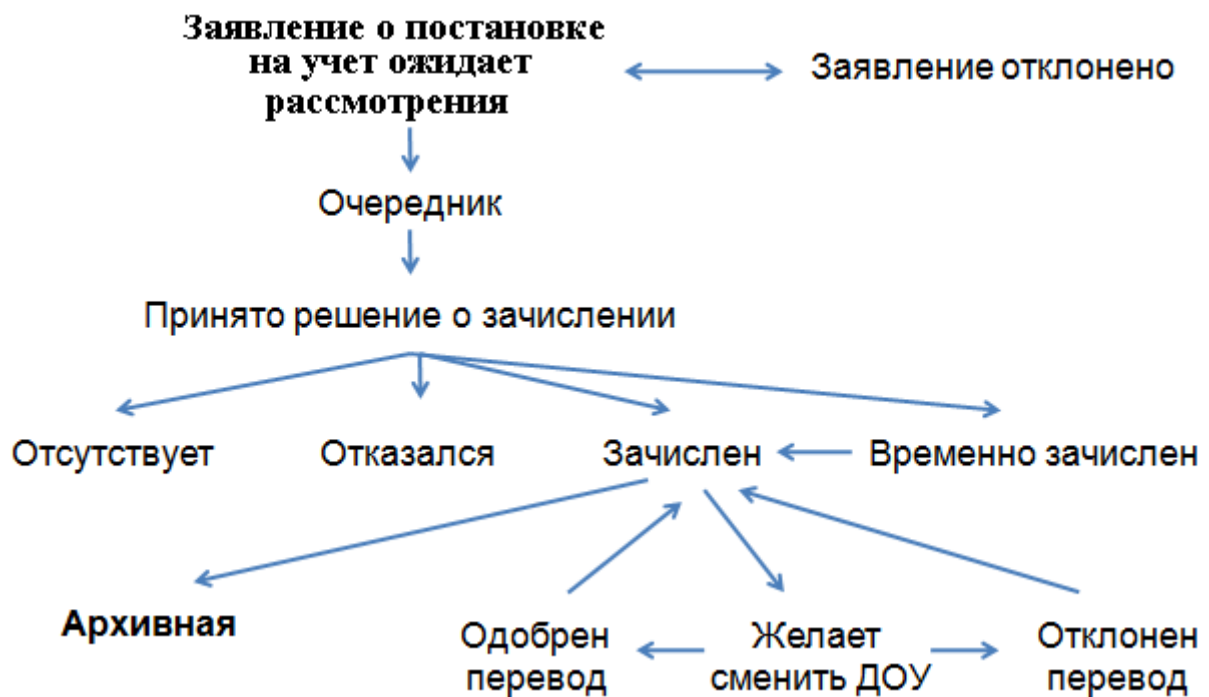 Заявление о постановке
на учет ожидает
рассмотрения
Заявление отклонено
Очередник
Принято решение о зачислении
Отсутствует
Отказался
Зачислен
Временно зачислен
Архивная
Одобрен
перевод
Желает
сменить ДОУ
Отклонен
перевод